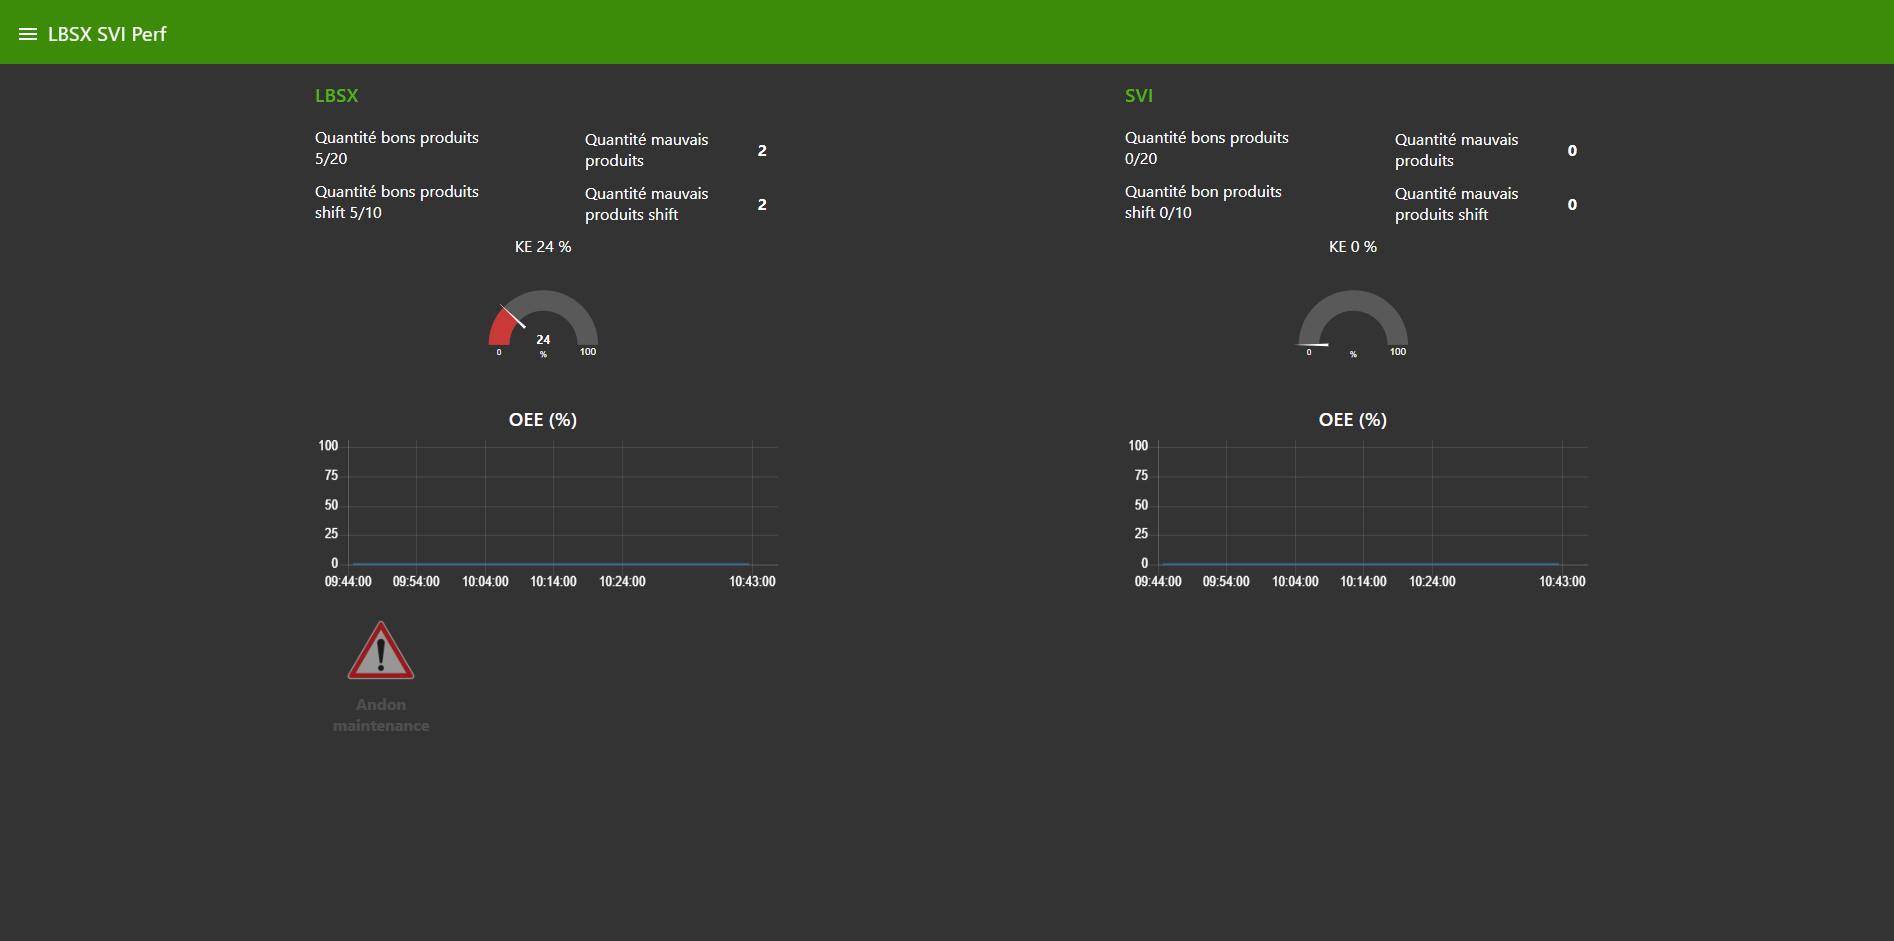 LBSX SVI Perf
LBSX
Quantité bons produits
5/20
Quantité mauvais
produits
2
Quantité bons produits
shift 5/10
Quantité mauvais
produits shift
2
KE 24 %
24
%
0
100
OEE (%)
100
75
50
25
0
09:44:00 09:54:00 10:04:00 10:14:00 10:24:00 10:43:00
Andon
maintenance
SVI
Quantité bons produits
0/20
Quantité mauvais
produits
0
Quantité bon produits
shift 0/10
Quantité mauvais
produits shift
0
KE 0 %
0
%
100
OEE (%)
100
75
50
25
0
09:44:00 09:54:00 10:04:00 10:14:00 10:24:00 10:43:00